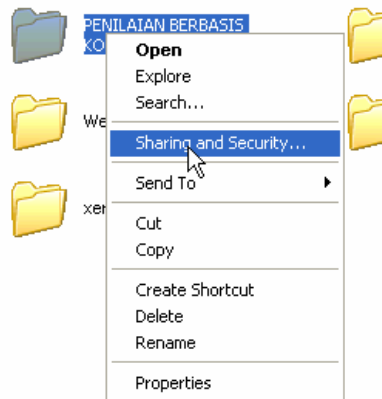 PENILAIAN BERBASIS
KO
Open
Explore
Search...
We
Sharing and Security...
Send To
xer
Cut
Copy
Create Shortcut
Delete
Rename
Properties